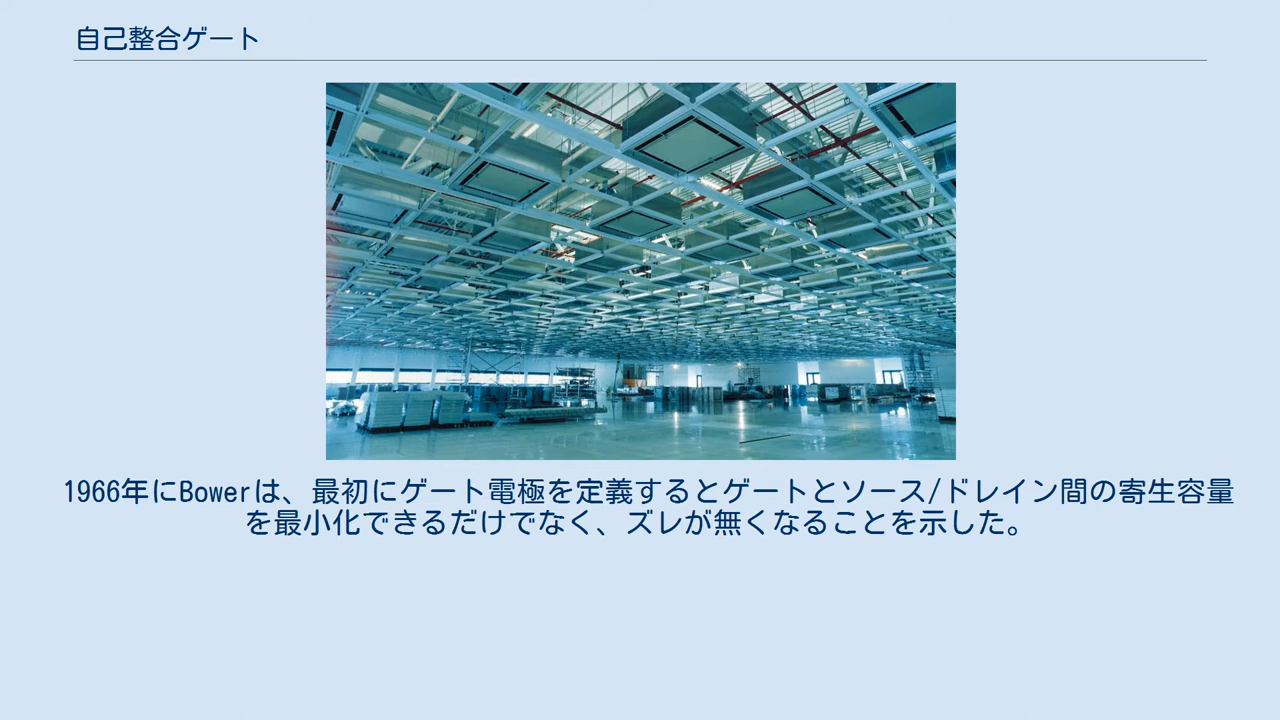 自己整合ゲート
1966年にBowerは、最初にゲート電極を定義するとゲートとソース/ドレイン間の寄生容量
を最小化できるだけでなく、ズレが無くなることを示した。